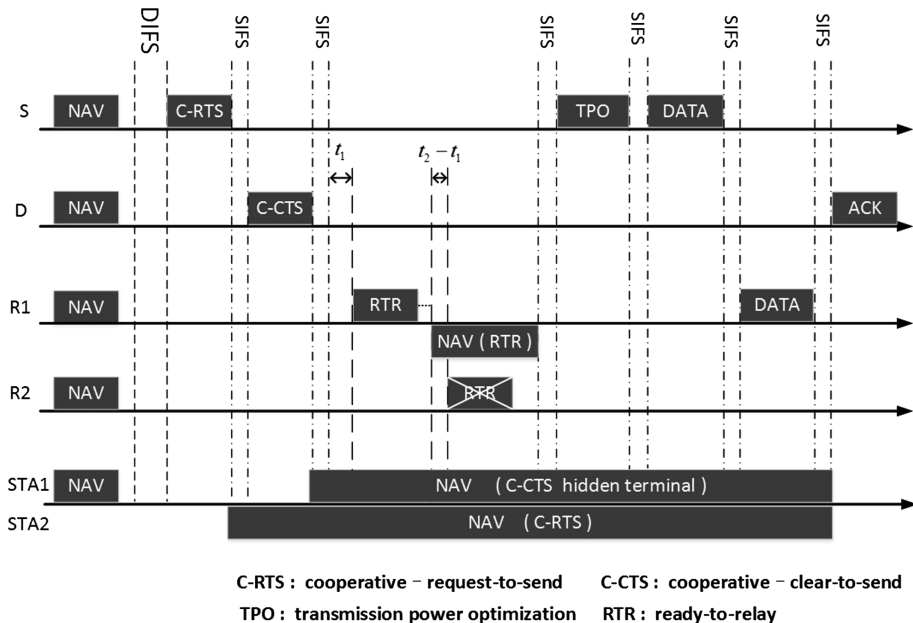 DIFS SIFS SIFS SIFS SIFS SIFS SIFS
S NAV C-RTS TPO DATA
t1 t2 − t1
D NAV C-CTS ACK
R1 NAV RTR DATA
NAV ( RTR )
R2 NAV RTR
STA1 NAV NAV ( C-CTS hidden terminal )
STA2 NAV ( C-RTS )
C-RTS : cooperative – request-to-send C-CTS : cooperative – clear-to-send
TPO : transmission power optimization RTR : ready-to-relay